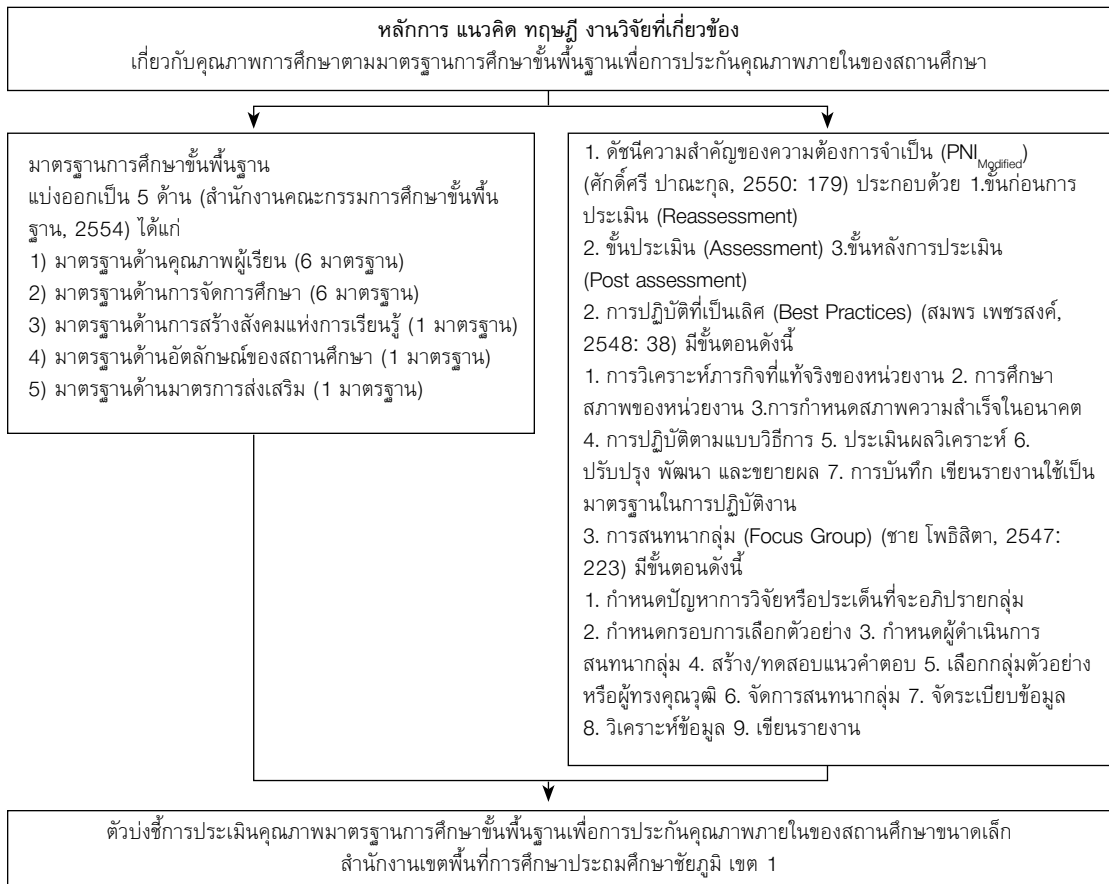 หลักการ แนวคิด ทฤษฎี งานวิจัยที่เกี่ยวข้อง
เกี่ยวกับคุณภาพการศึกษาตามมาตรฐานการศึกษาขั้นพื้นฐานเพื่อการประกันคุณภาพภายในของสถานศึกษา
มาตรฐานการศึกษาขั้นพื้นฐาน
แบ่งออกเป็น 5 ด้าน (สำนักงานคณะกรรมการศึกษาขั้นพื้น
ฐาน, 2554) ได้แก่
1) มาตรฐานด้านคุณภาพผู้เรียน (6 มาตรฐาน)
2) มาตรฐานด้านการจัดการศึกษา (6 มาตรฐาน)
3) มาตรฐานด้านการสร้างสังคมแห่งการเรียนรู้ (1 มาตรฐาน)
4) มาตรฐานด้านอัตลักษณ์ของสถานศึกษา (1 มาตรฐาน)
5) มาตรฐานด้านมาตรการส่งเสริม (1 มาตรฐาน)
1. ดัชนีความสำคัญของความต้องการจำเป็น (PNI Modified)
(ศักดิ์ศรี ปาณะกุล, 2550: 179) ประกอบด้วย 1.ขั้นก่อนการ
ประเมิน (Reassessment)
2. ขั้นประเมิน (Assessment) 3.ขั้นหลังการประเมิน
(Post assessment)
2. การปฏิบัติที่เป็นเลิศ (Best Practices) (สมพร เพชรสงค์,
2548: 38) มีขั้นตอนดังนี้
1. การวิเคราะห์ภารกิจที่แท้จริงของหน่วยงาน 2. การศึกษา
สภาพของหน่วยงาน 3.การกำหนดสภาพความสำเร็จในอนาคต
4. การปฏิบัติตามแบบวิธีการ 5. ประเมินผลวิเคราะห์ 6.
ปรับปรุง พัฒนา และขยายผล 7. การบันทึก เขียนรายงานใช้เป็น
มาตรฐานในการปฏิบัติงาน
3. การสนทนากลุ่ม (Focus Group) (ชาย โพธิสิตา, 2547:
223) มีขั้นตอนดังนี้
1. กำหนดปัญหาการวิจัยหรือประเด็นที่จะอภิปรายกลุ่ม
2. กำหนดกรอบการเลือกตัวอย่าง 3. กำหนดผู้ดำเนินการ
สนทนากลุ่ม 4. สร้าง/ทดสอบแนวคำตอบ 5. เลือกกลุ่มตัวอย่าง
หรือผู้ทรงคุณวุฒิ 6. จัดการสนทนากลุ่ม 7. จัดระเบียบข้อมูล
8. วิเคราะห์ข้อมูล 9. เขียนรายงาน
ตัวบ่งชี้การประเมินคุณภาพมาตรฐานการศึกษาขั้นพื้นฐานเพื่อการประกันคุณภาพภายในของสถานศึกษาขนาดเล็ก
สำนักงานเขตพื้นที่การศึกษาประถมศึกษาชัยภูมิ เขต 1